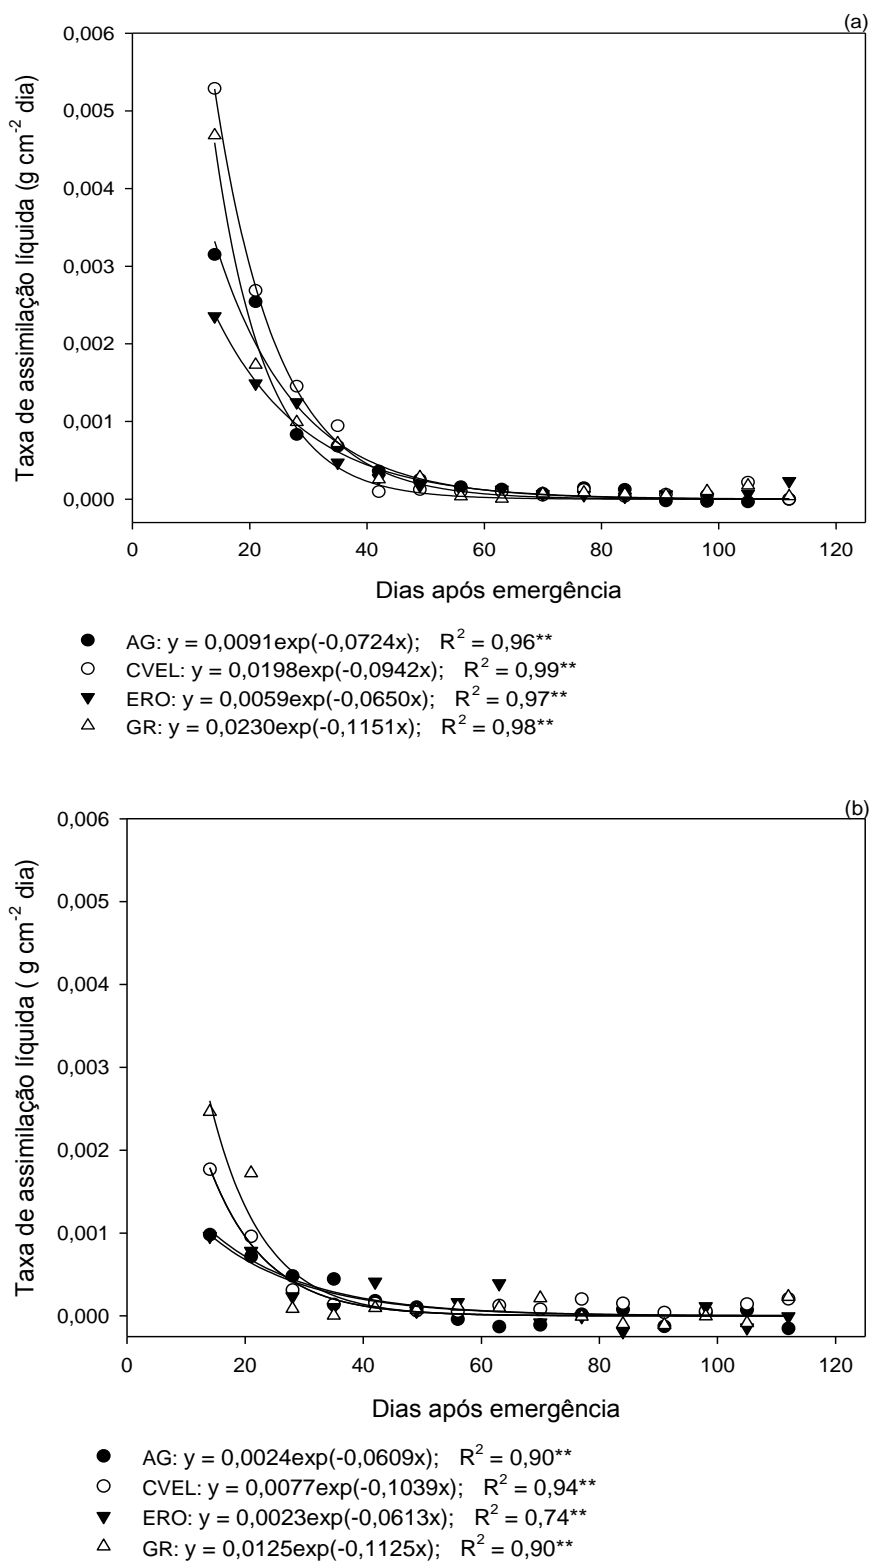 (a)
0,006
0,005
0,004
0,003
0,002
0,001
0,000
Taxa de assimilação líquida (g cm⁻² dia)
0 20 40 60 80 100 120
Dias após emergência
AG: y = 0,0091exp(-0,0724x); R² = 0,96**
CVEL: y = 0,0198exp(-0,0942x); R² = 0,99**
ERO: y = 0,0059exp(-0,0650x); R² = 0,97**
GR: y = 0,0230exp(-0,1151x); R² = 0,98**
(b)
0,006
0,005
0,004
0,003
0,002
0,001
0,000
Taxa de assimilação líquida ( g cm⁻² dia)
0 20 40 60 80 100 120
Dias após emergência
AG: y = 0,0024exp(-0,0609x); R² = 0,90**
CVEL: y = 0,0077exp(-0,1039x); R² = 0,94**
ERO: y = 0,0023exp(-0,0613x); R² = 0,74**
GR: y = 0,0125exp(-0,1125x); R² = 0,90**